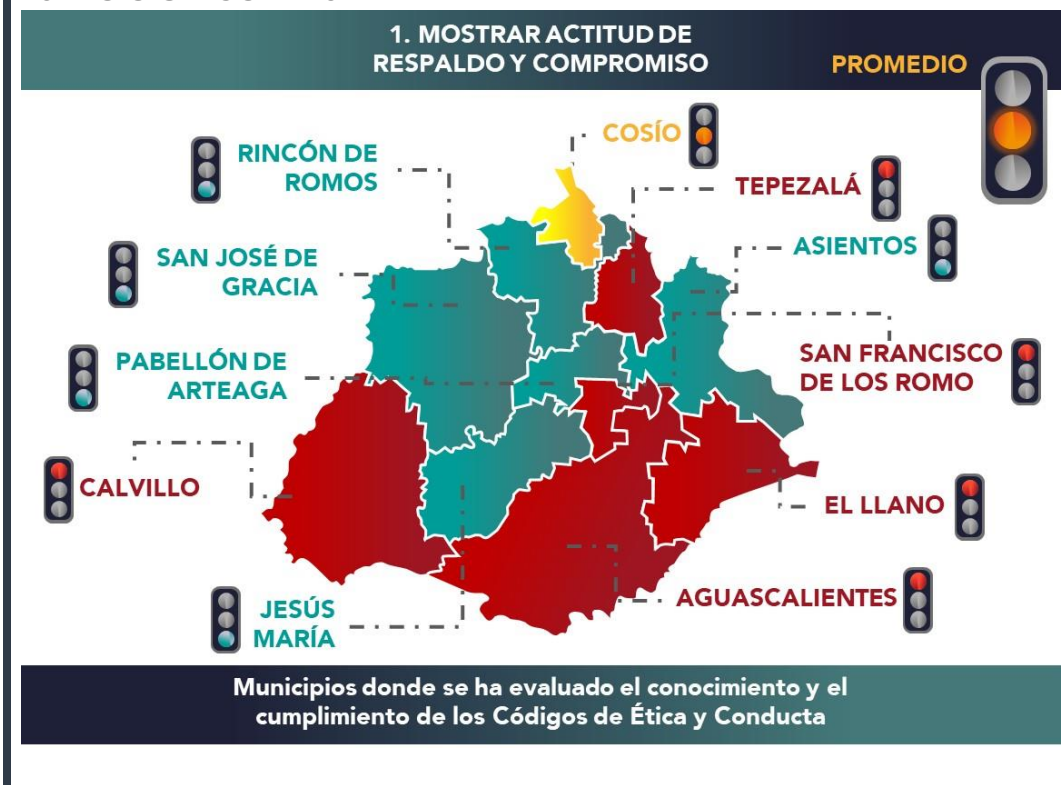 1. MOSTRAR ACTITUD DE
RESPALDO Y COMPROMISO
PROMEDIO
COSÍO
RINCÓN DE
ROMOS
TEPEZALÁ
ASIENTOS
SAN JOSÉ DE
GRACIA
SAN FRANCISCO
DE LOS ROMO
PABELLÓN DE
ARTEAGA
CALVILLO
EL LLANO
AGUASCALIENTES
JESÚS
MARÍA
Municipios donde se ha evaluado el conocimiento y el
cumplimiento de los Códigos de Ética y Conducta